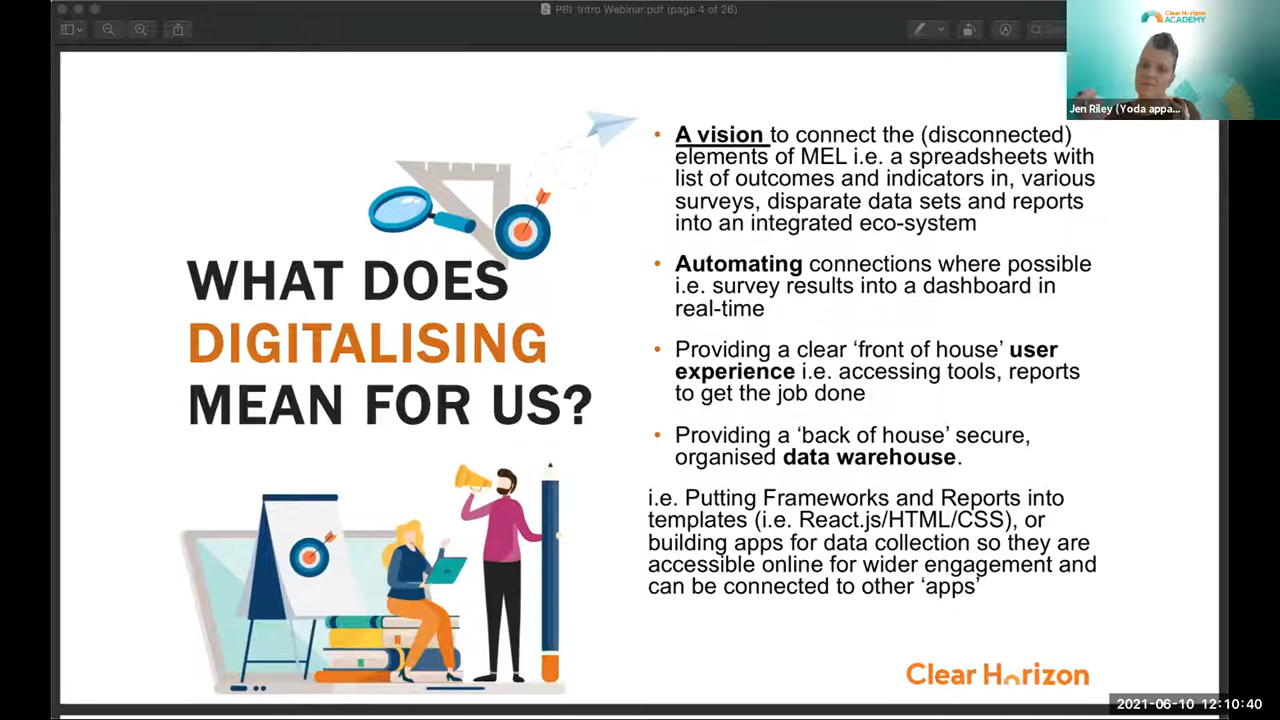 PBI Intro Webinar.pdf (page 4 of 26)
Clear Horizon
ACADEMY
Jen Riley (Yoda appa...
WHAT DOES
DIGITALISING
MEAN FOR US?
• A vision to connect the (disconnected)
elements of MEL i.e. a spreadsheets with
list of outcomes and indicators in, various
surveys, disparate data sets and reports
into an integrated eco-system
• Automating connections where possible
i.e. survey results into a dashboard in
real-time
• Providing a clear ‘front of house’ user
experience i.e. accessing tools, reports
to get the job done
• Providing a ‘back of house’ secure,
organised data warehouse.
i.e. Putting Frameworks and Reports into
templates (i.e. React.js/HTML/CSS), or
building apps for data collection so they are
accessible online for wider engagement and
can be connected to other ‘apps’
Clear Horizon
2021-06-10 12:10:40